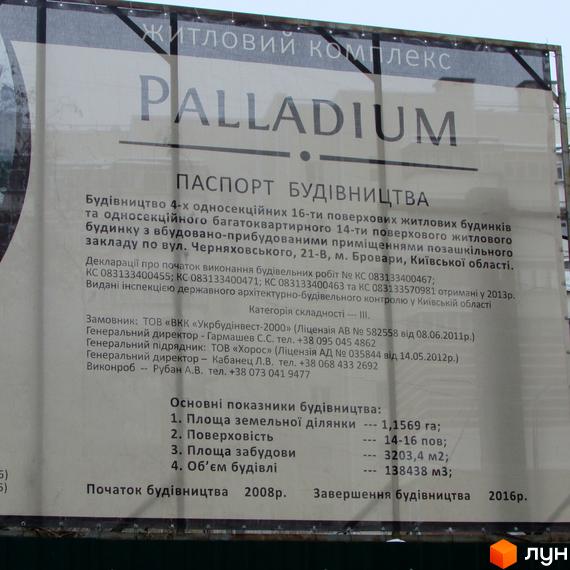 ЖИТЛОВИЙ КОМПЛЕКС
PALLADIUM
ПАСПОРТ БУДІВНИЦТВА
Будівництво 4-х односекційних 16-ти поверхових житлових будинків
та односекційного багатоквартирного 14-ти поверхового житлового
будинку з вбудовано-прибудованими приміщеннями позашкільного
закладу по вул. Черняховського, 21-В, м. Бровари, Київської області.
Декларації про початок виконання будівельних робіт № КС 083133400467;
КС 083133400455; КС 083133400471; КС 083133400463 та КС 083133570981 отримані у 2013р.
Видані інспекцією державного архітектурно-будівельного контролю у Київській області
Категорія складності — III.
Замовник: ТОВ «ВКК «Укрбудінвест-2000» (Ліцензія АВ № 582558 від 08.06.2011р.)
Генеральний директор - Гармашев С.С. тел. +38 095 045 4862
Генеральний підрядник: ТОВ «Хорос» (Ліцензія АД № 035844 від 14.05.2012р.)
Генеральний директор – Кабанец Л.В. тел. +38 068 433 2692
Виконроб -- Рубан А.В. тел. +38 073 041 9477
Основні показники будівництва:
1. Площа земельної ділянки --- 1,1569 га;
2. Поверховість --- 14-16 пов;
3. Площа забудови --- 3203,4 м2;
4. Об'єм будівлі --- 138438 м3;
Початок будівництва 2008р. Завершення будівництва 2016р.
лун